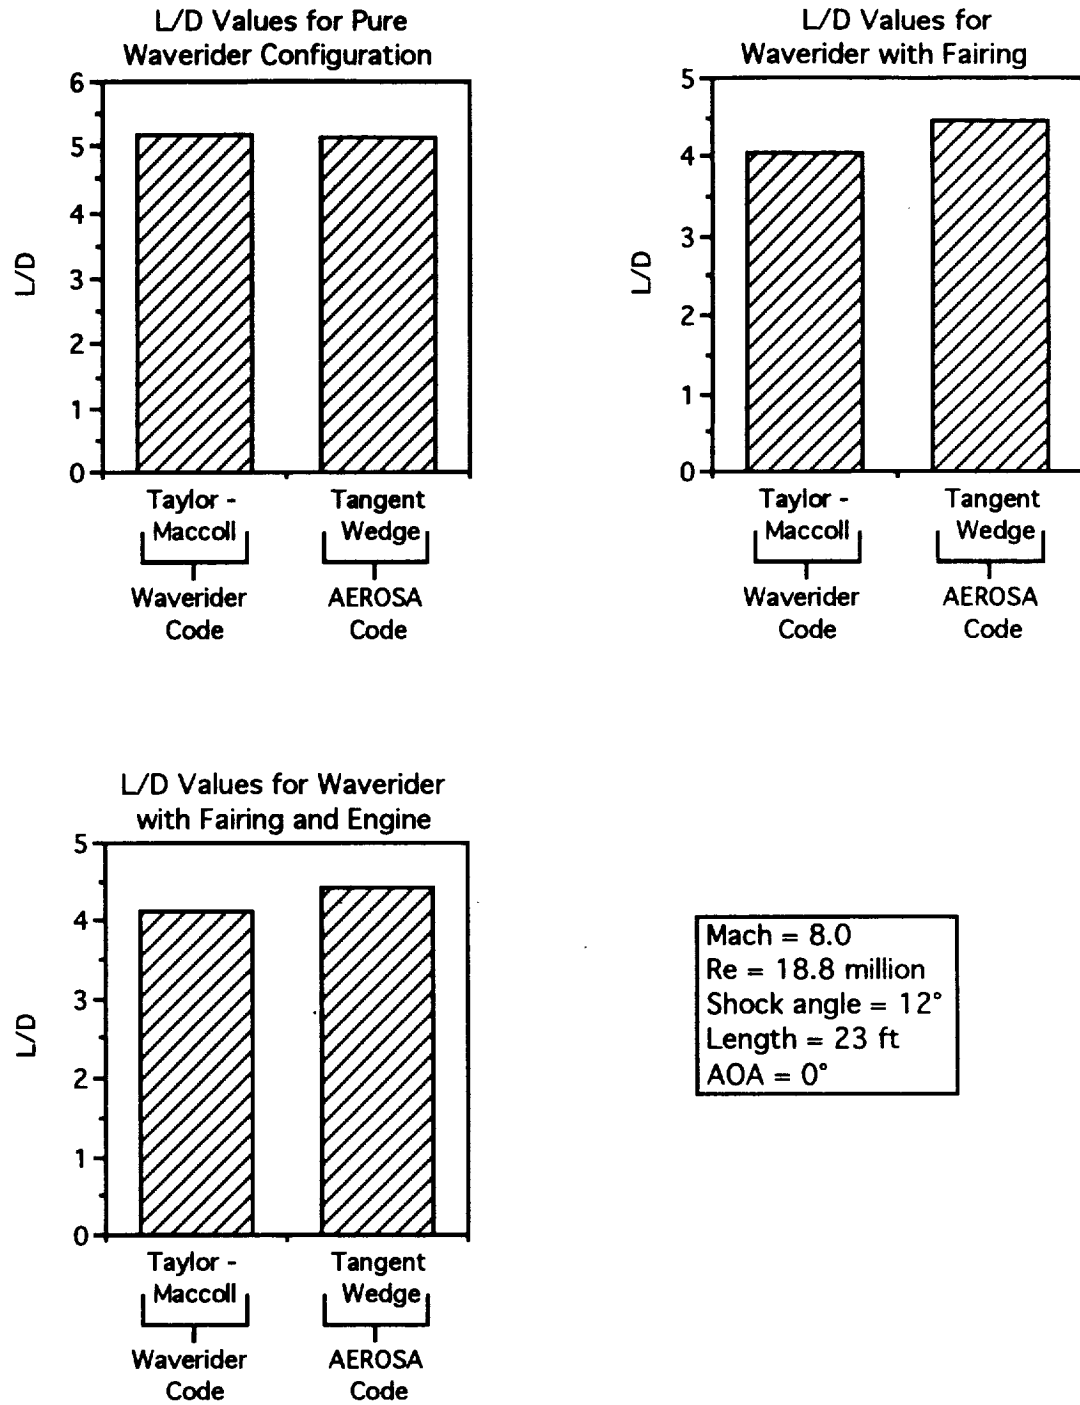 L/D Values for Pure
Waverider Configuration
6
5
4
3
2
1
0
L/D
Taylor -
Maccoll
Tangent
Wedge
Waverider
Code
AEROSA
Code
L/D Values for
Waverider with Fairing
5
4
3
2
1
0
L/D
Taylor -
Maccoll
Tangent
Wedge
Waverider
Code
AEROSA
Code
L/D Values for Waverider
with Fairing and Engine
5
4
3
2
1
0
L/D
Taylor -
Maccoll
Tangent
Wedge
Waverider
Code
AEROSA
Code
Mach = 8.0
Re = 18.8 million
Shock angle = 12°
Length = 23 ft
AOA = 0°